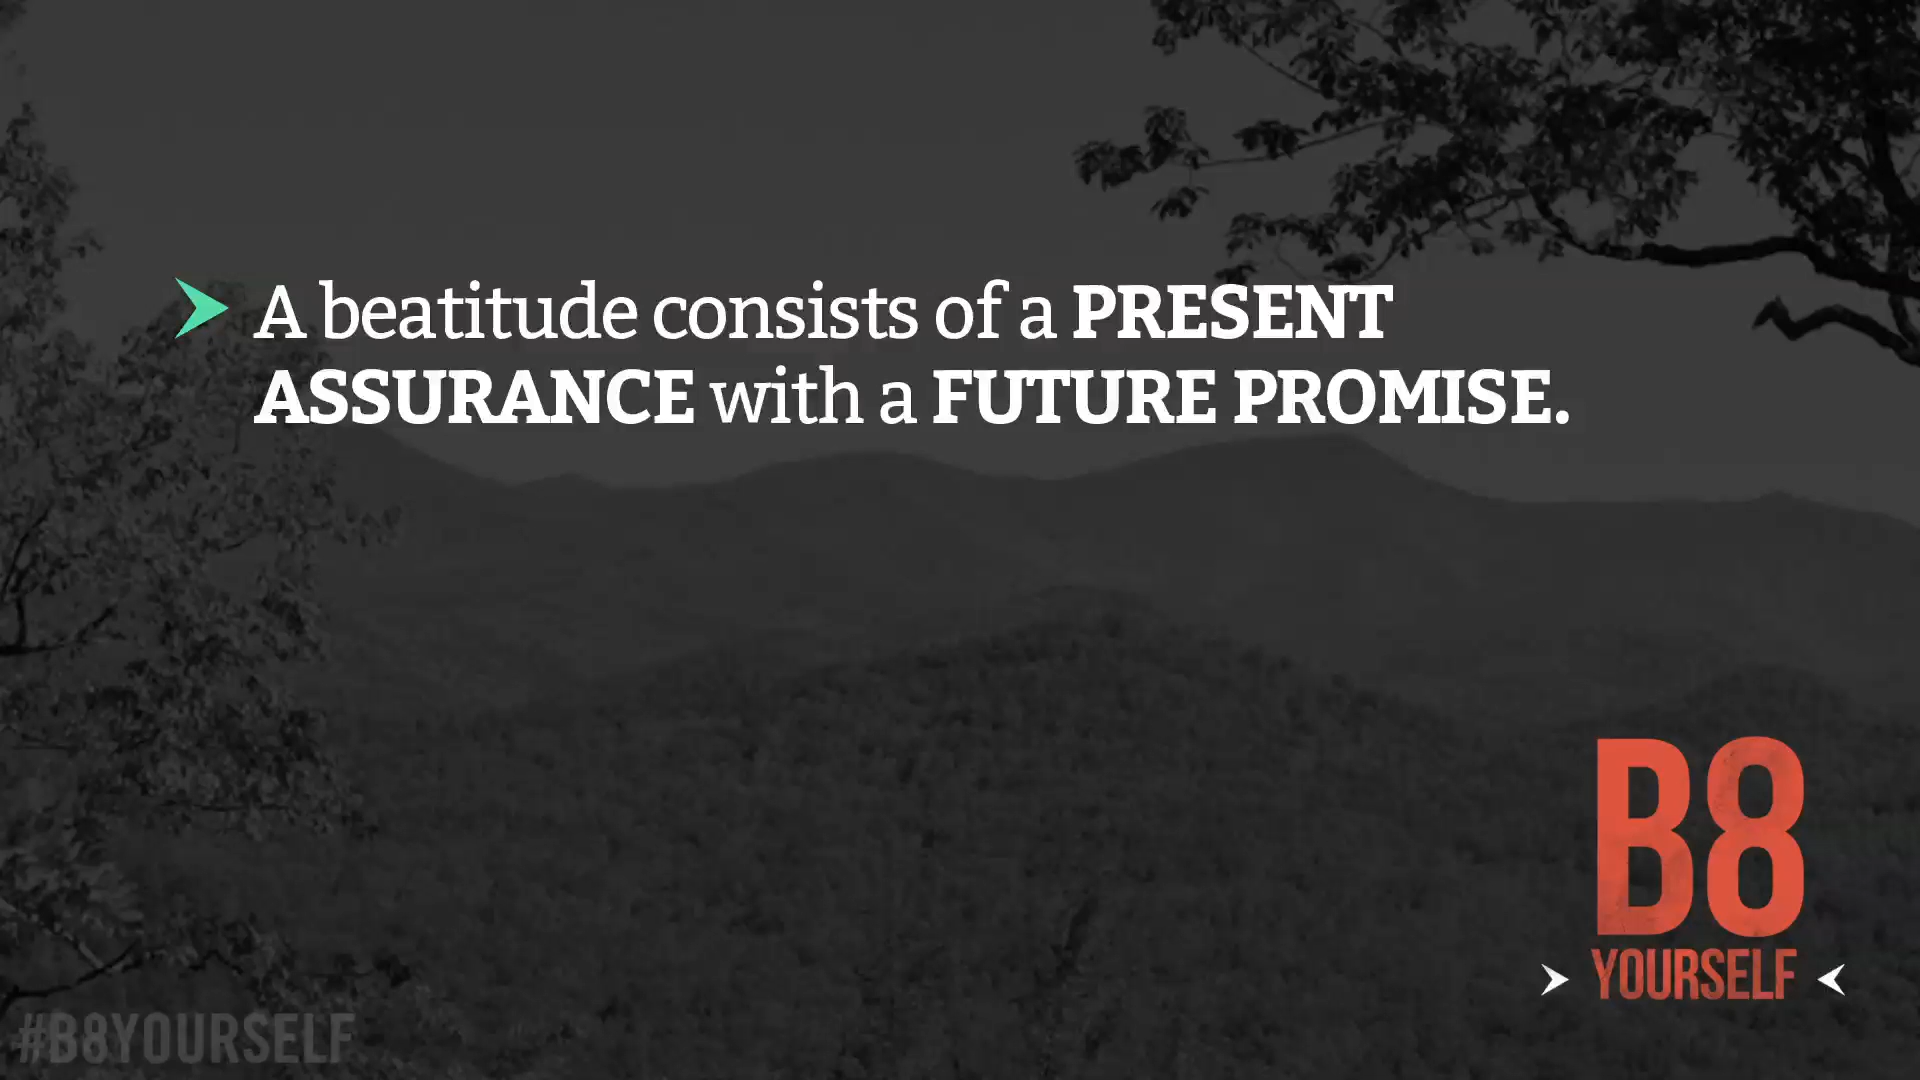 A beatitude consists of a PRESENT
ASSURANCE with a FUTURE PROMISE.
B8
YOURSELF
#B8YOURSELF